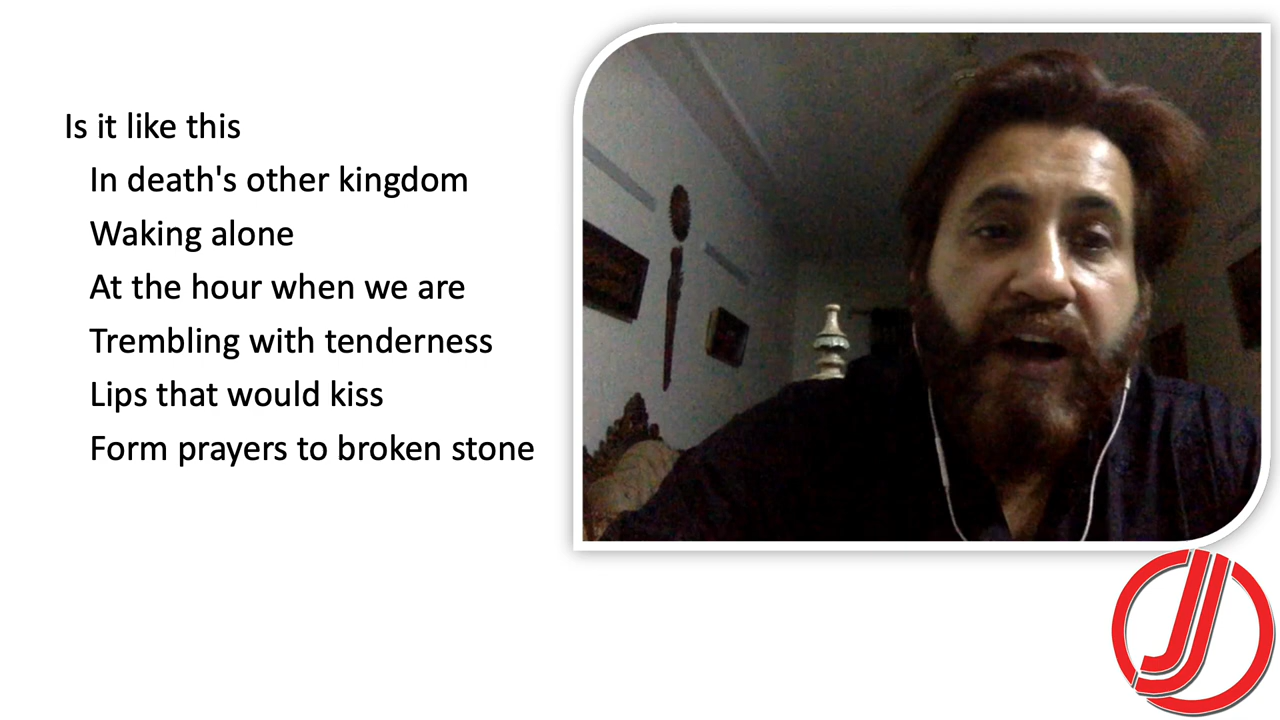 Is it like this
In death's other kingdom
Waking alone
At the hour when we are
Trembling with tenderness
Lips that would kiss
Form prayers to broken stone